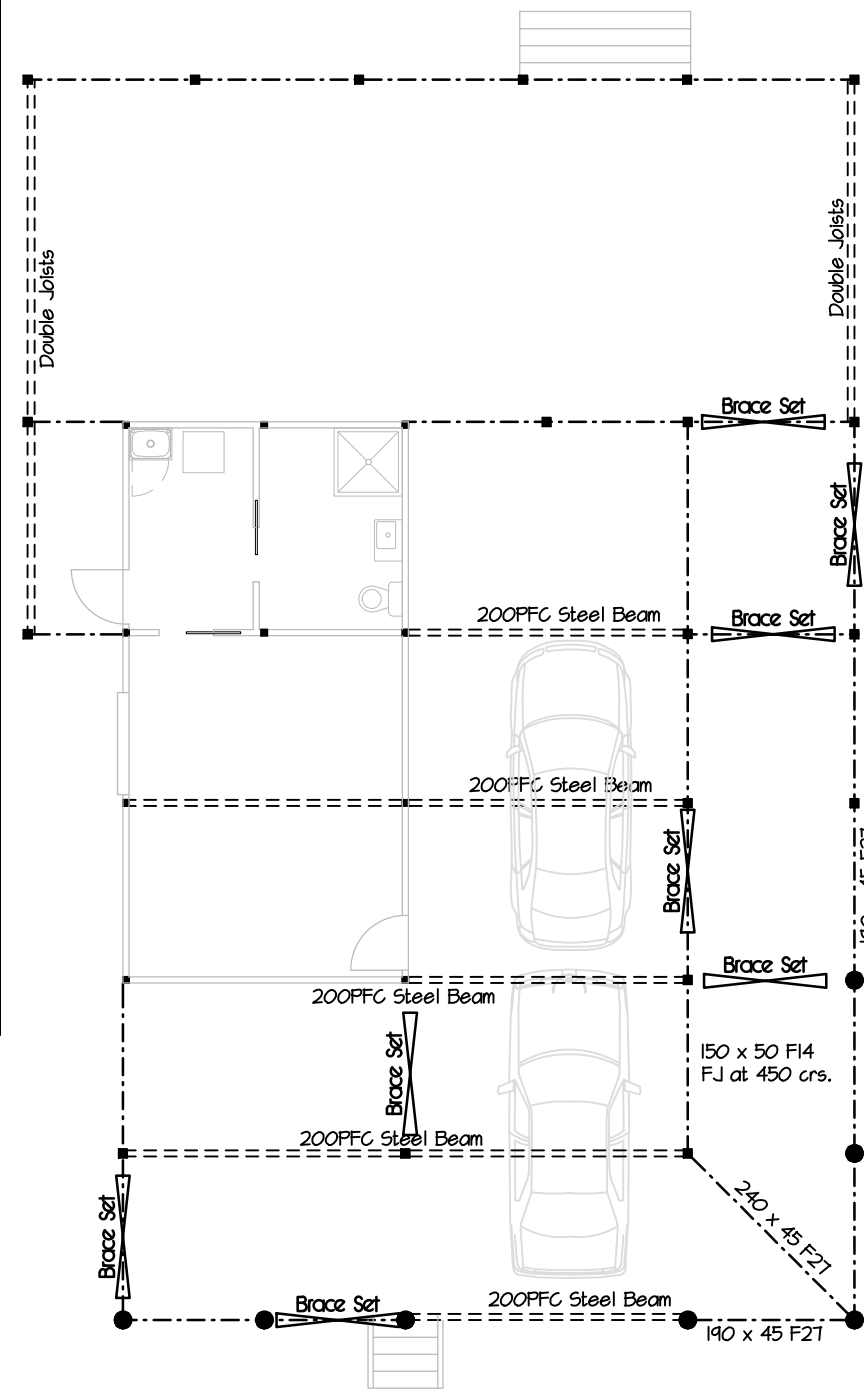 Double Joists
Double Joists
Brace Set
Brace Set
200PFC Steel Beam
Brace Set
200PFC Steel Beam
Brace Set
Brace Set
200PFC Steel Beam
Brace Set
150 x 50 F14
FJ at 450 crs.
200PFC Steel Beam
240 x 45 F27
Brace Set
200PFC Steel Beam
Brace Set
190 x 45 F27